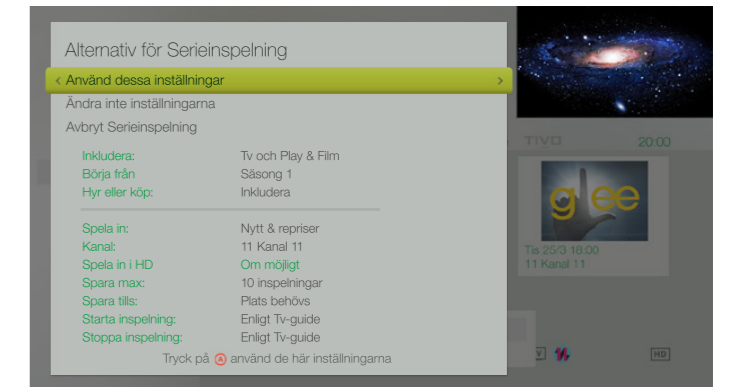 Alternativ för Serieinspelning
Använd dessa inställningar
Ändra inte inställningarna
Avbryt Serieinspelning
Inkludera: Tv och Play & Film
Börja från Säsong 1
Hyr eller köp: Inkludera
Spela in: Nytt & repriser
Kanal: 11 Kanal 11
Spela in i HD Om möjligt
Spara max: 10 inspelningar
Spara tills: Plats behövs
Starta inspelning: Enligt Tv-guide
Stoppa inspelning: Enligt Tv-guide
Tryck på A använd de här inställningarna
TIVO 20:00
glee
Tis 25/3 18:00
11 Kanal 11
HD